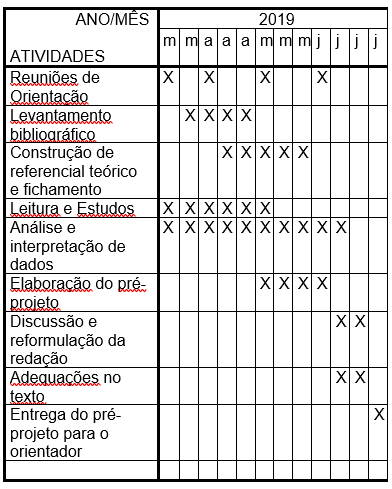 ANO/MÊS 2019
ATIVIDADES m m a a a m m m j j j j
Reuniões de X X X X
Orientação
Levantamento X X X X
bibliográfico
Construção de X X X X X
referencial teórico
e fichamento
Leitura e Estudos X X X X X X
Análise e X X X X X X X X X X
interpretação de
dados
Elaboração do pré- X X X X
projeto
Discussão e X X
reformulação da
redação
Adequações no X X
texto
Entrega do pré- X
projeto para o
orientador